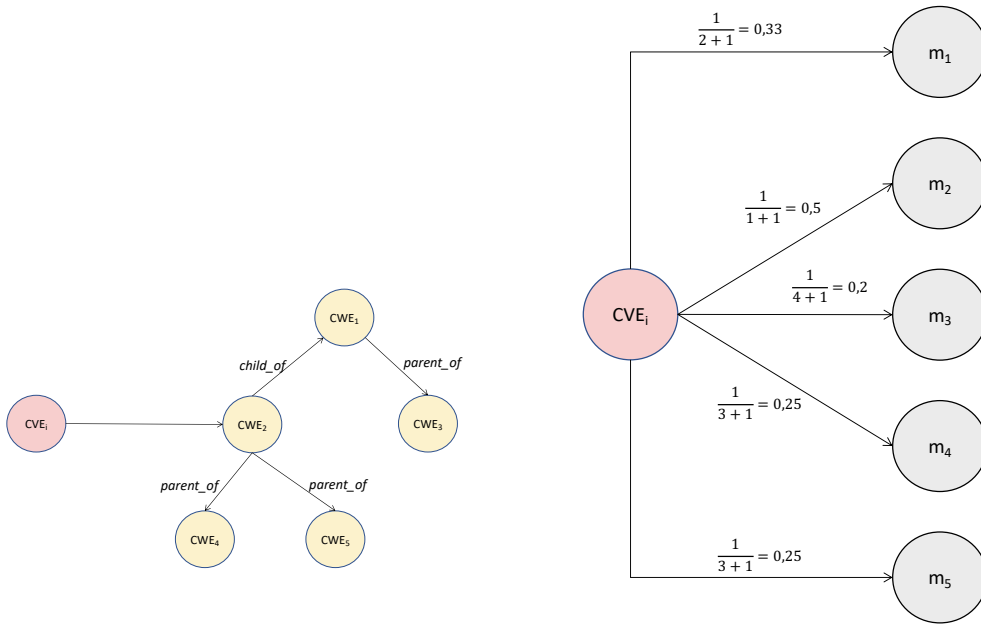 CWE₁
child_of
parent_of
CVEᵢ
CWE₂
CWE₃
parent_of
parent_of
CWE₄
CWE₅
1/(2 + 1) = 0,33
m₁
1/(1 + 1) = 0,5
m₂
1/(4 + 1) = 0,2
CVEᵢ
m₃
1/(3 + 1) = 0,25
m₄
1/(3 + 1) = 0,25
m₅